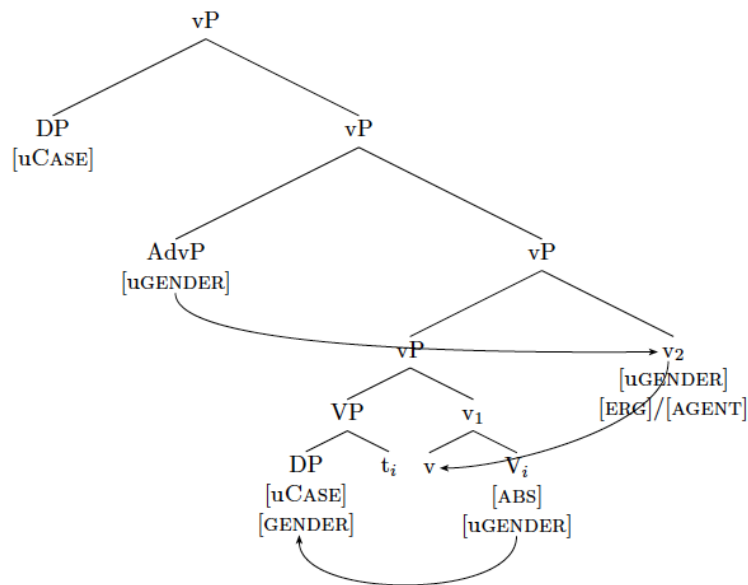 vP
DP vP
[uCASE]
AdvP vP
[uGENDER]
vP v₂
[uGENDER]
[ERG]/[AGENT]
VP v₁
DP tᵢ v Vᵢ
[uCASE] [ABS]
[GENDER] [uGENDER]